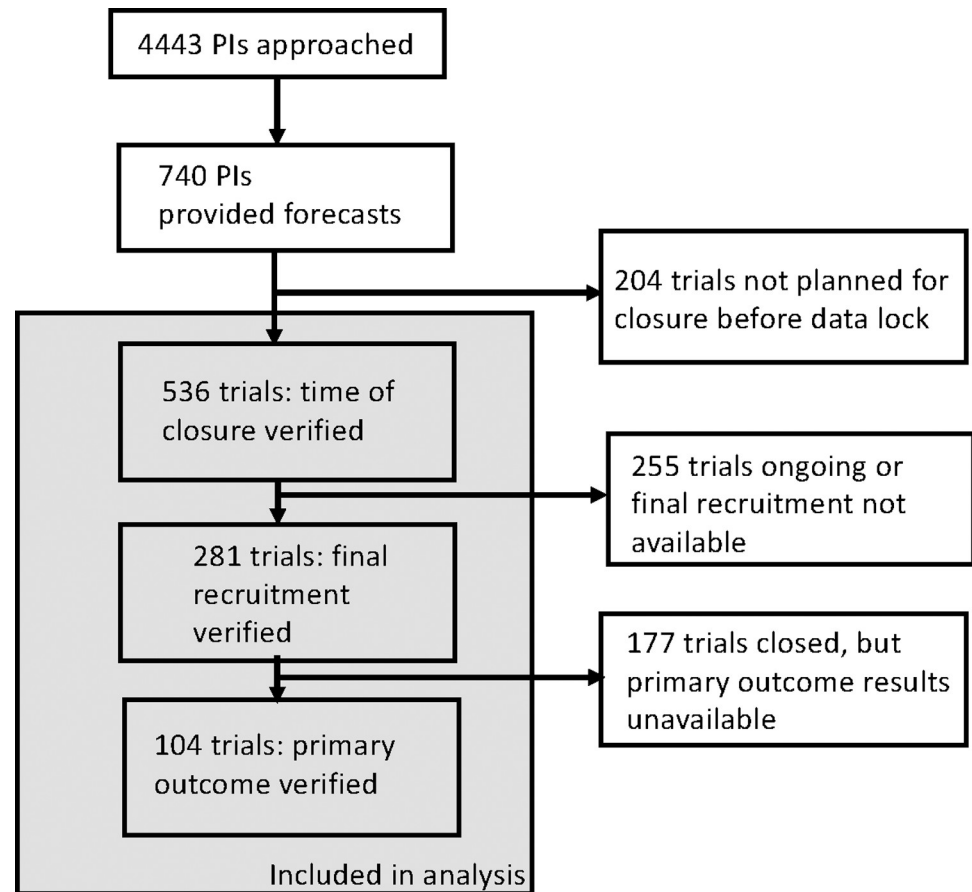 4443 PIs approached
740 PIs
provided forecasts
204 trials not planned for
closure before data lock
536 trials: time of
closure verified
255 trials ongoing or
final recruitment not
available
281 trials: final
recruitment
verified
177 trials closed, but
primary outcome results
unavailable
104 trials: primary
outcome verified
Included in analysis